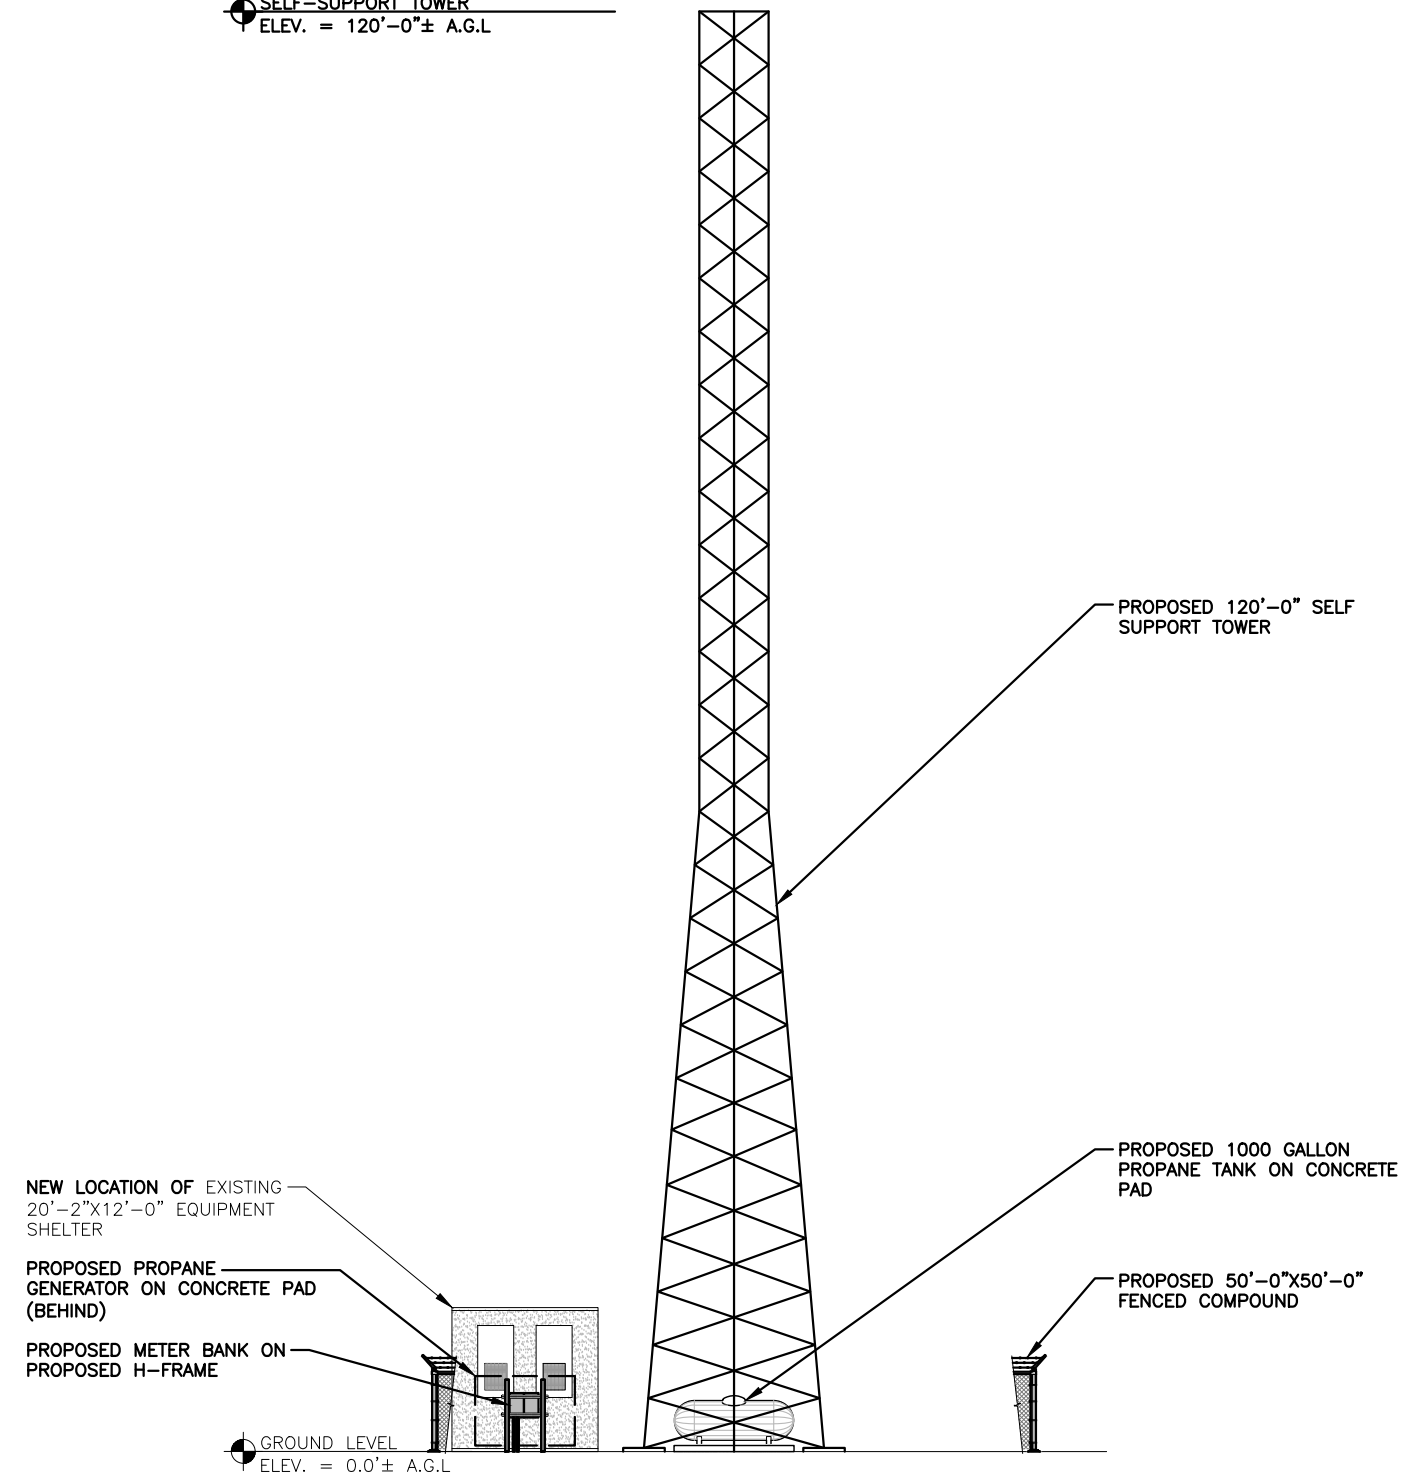 SELF-SUPPORT TOWER
ELEV. = 120'-0"± A.G.L
PROPOSED 120'-0" SELF
SUPPORT TOWER
PROPOSED 1000 GALLON
PROPANE TANK ON CONCRETE
PAD
NEW LOCATION OF EXISTING
20'-2"X12'-0" EQUIPMENT
SHELTER
PROPOSED PROPANE
GENERATOR ON CONCRETE PAD
(BEHIND)
PROPOSED 50'-0"X50'-0"
FENCED COMPOUND
PROPOSED METER BANK ON
PROPOSED H-FRAME
GROUND LEVEL
ELEV. = 0.0'± A.G.L